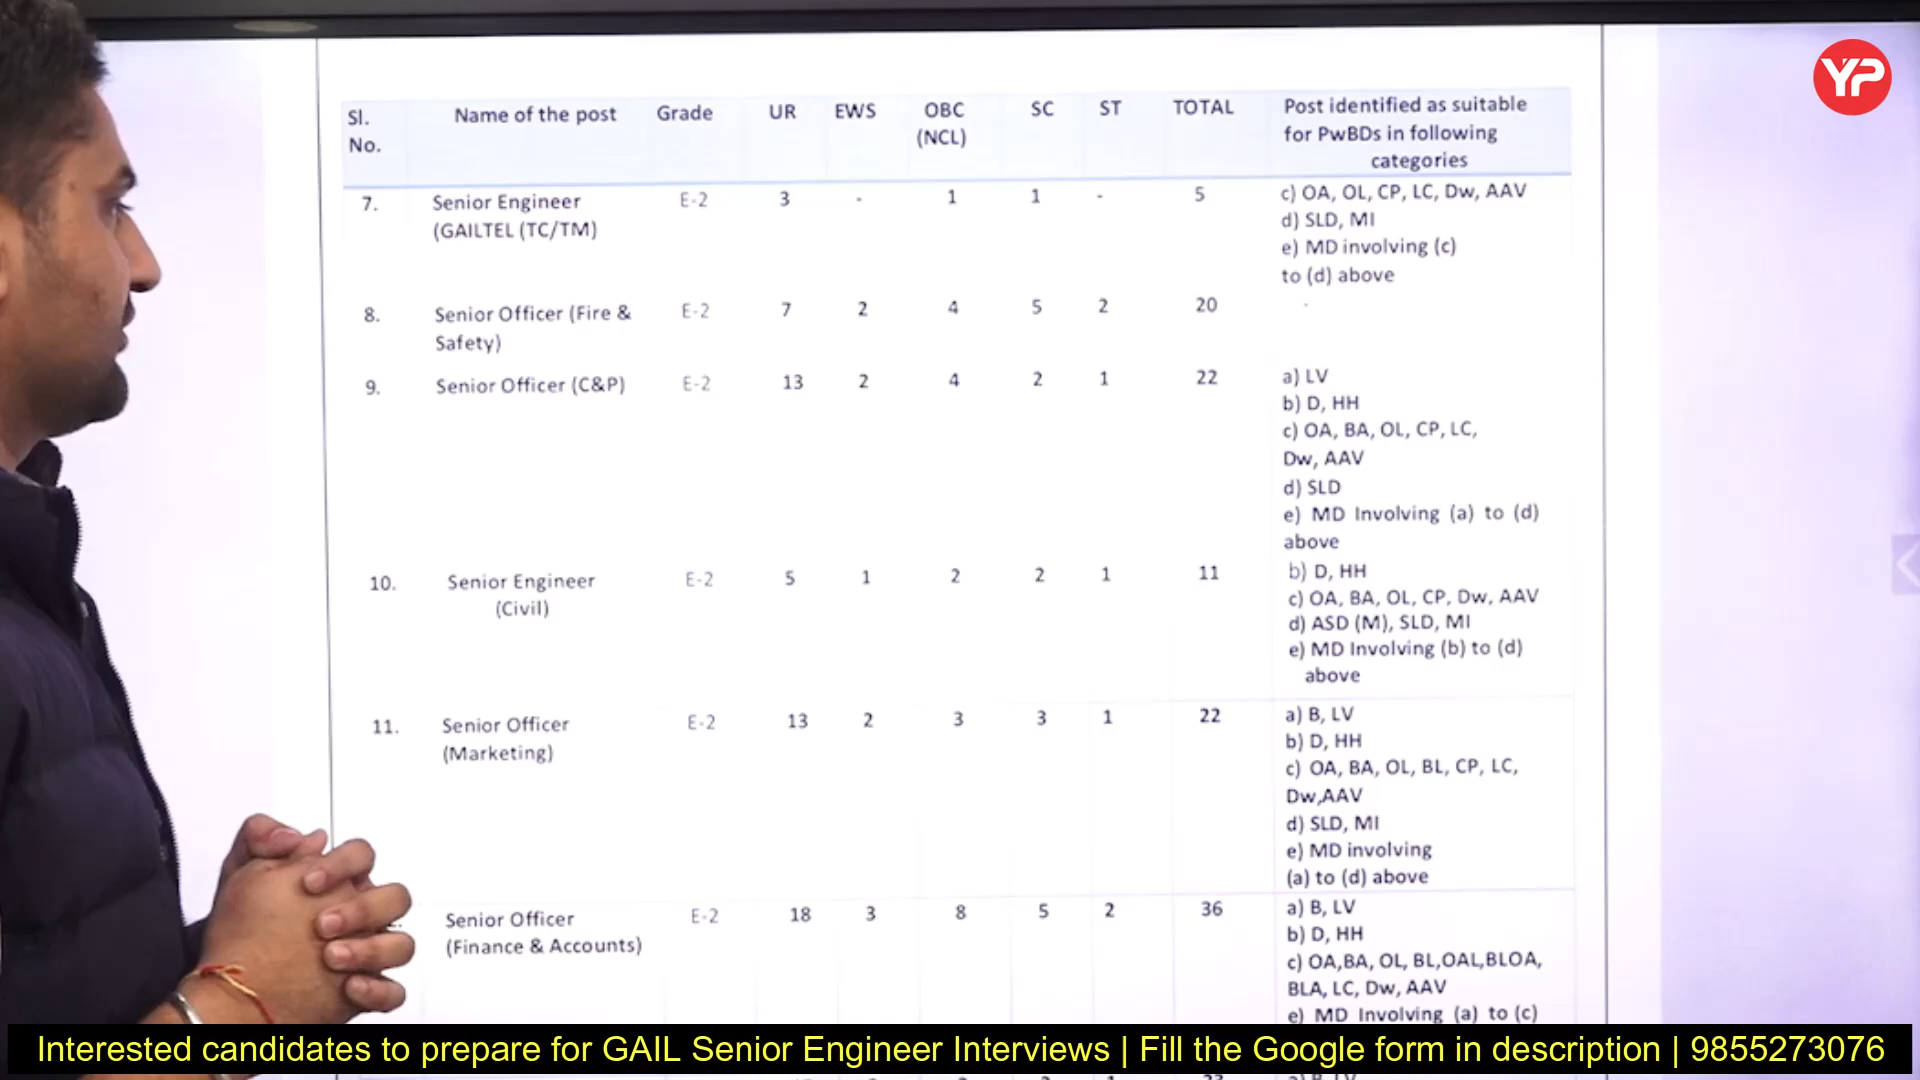 YP
Sl. No. Name of the post Grade UR EWS OBC (NCL) SC ST TOTAL Post identified as suitable for PwBDs in following categories
7. Senior Engineer (GAILTEL (TC/TM) E-2 3 - 1 1 - 5 c) OA, OL, CP, LC, Dw, AAV
d) SLD, MI
e) MD involving (c)
to (d) above
8. Senior Officer (Fire & Safety) E-2 7 2 4 5 2 20 -
9. Senior Officer (C&P) E-2 13 2 4 2 1 22 a) LV
b) D, HH
c) OA, BA, OL, CP, LC,
Dw, AAV
d) SLD
e) MD Involving (a) to (d)
above
10. Senior Engineer (Civil) E-2 5 1 2 2 1 11 b) D, HH
c) OA, BA, OL, CP, Dw, AAV
d) ASD (M), SLD, MI
e) MD Involving (b) to (d)
above
11. Senior Officer (Marketing) E-2 13 2 3 3 1 22 a) B, LV
b) D, HH
c) OA, BA, OL, BL, CP, LC,
Dw,AAV
d) SLD, MI
e) MD involving
(a) to (d) above
Senior Officer (Finance & Accounts) E-2 18 3 8 5 2 36 a) B, LV
b) D, HH
c) OA,BA, OL, BL,OAL,BLOA,
BLA, LC, Dw, AAV
e) MD Involving (a) to (c)
Interested candidates to prepare for GAIL Senior Engineer Interviews | Fill the Google form in description | 9855273076